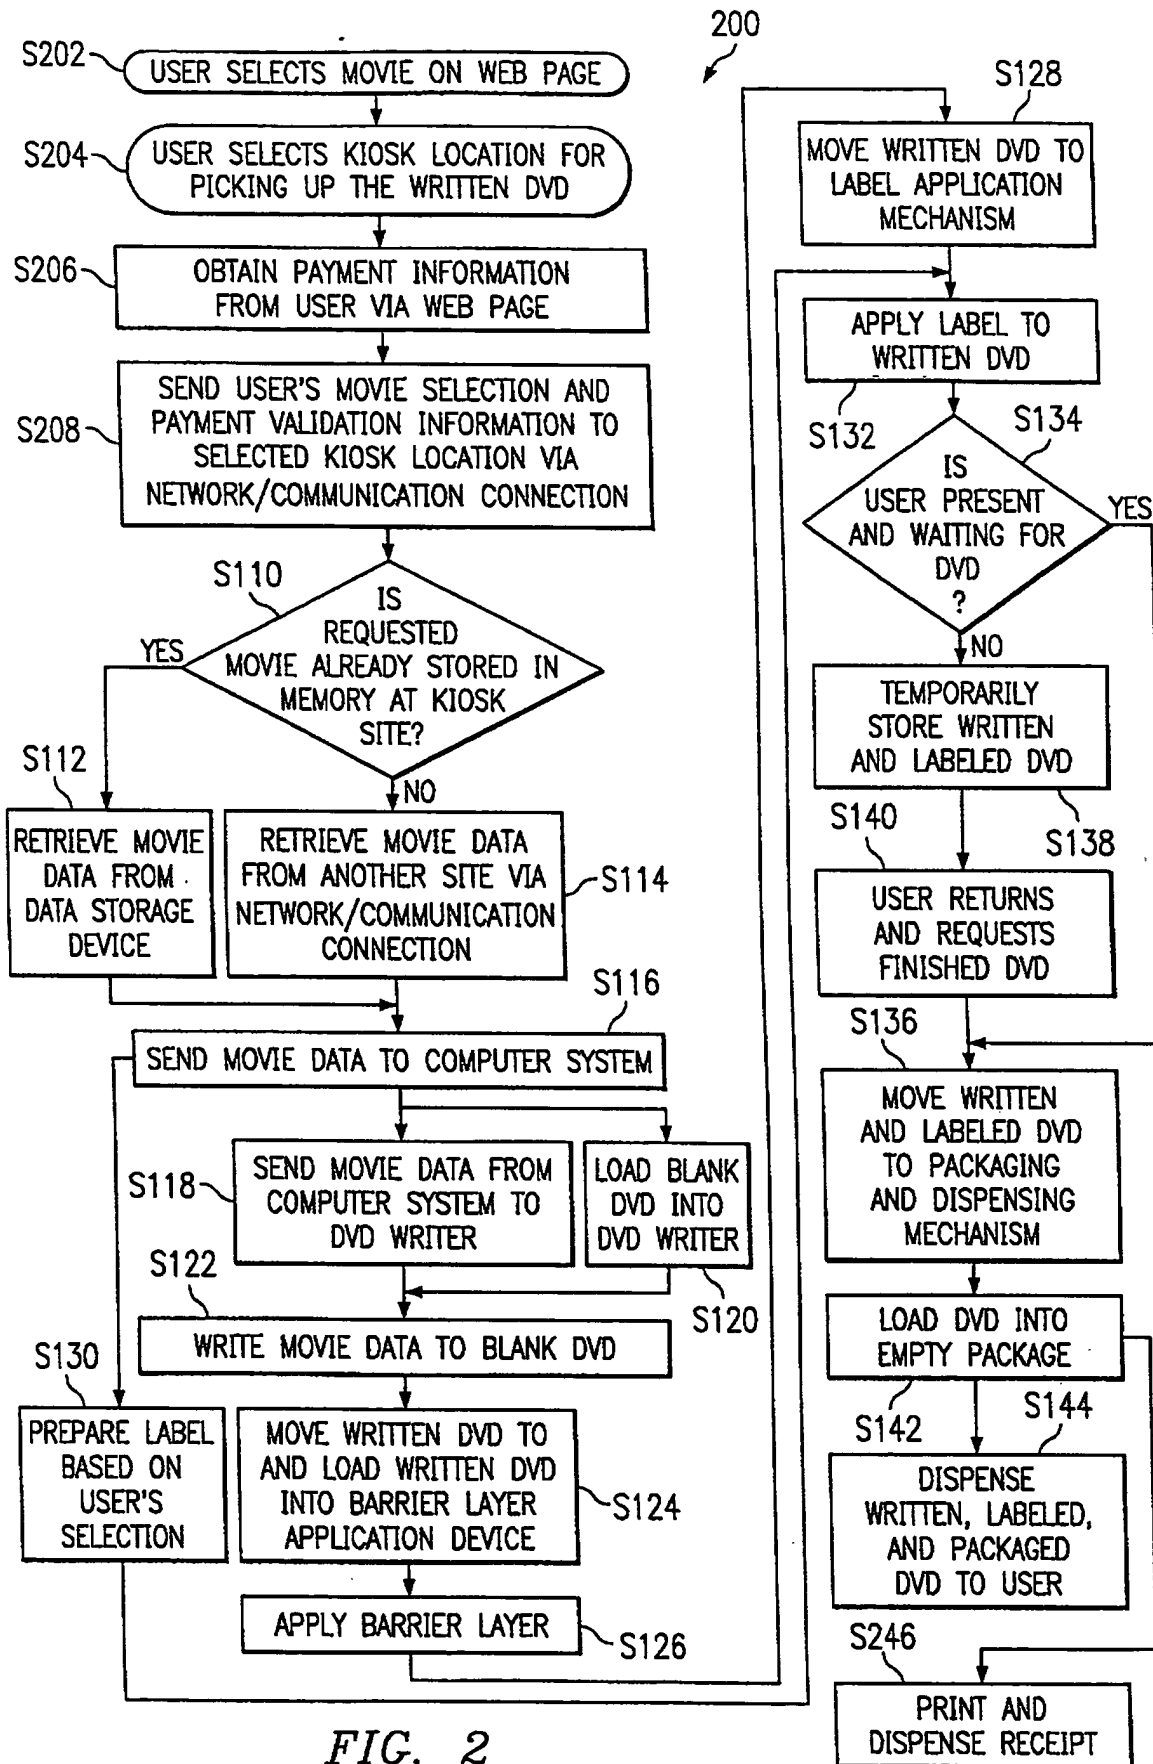 200
S202
USER SELECTS MOVIE ON WEB PAGE
S204
USER SELECTS KIOSK LOCATION FOR
PICKING UP THE WRITTEN DVD
S206
OBTAIN PAYMENT INFORMATION
FROM USER VIA WEB PAGE
S208
SEND USER'S MOVIE SELECTION AND
PAYMENT VALIDATION INFORMATION TO
SELECTED KIOSK LOCATION VIA
NETWORK/COMMUNICATION CONNECTION
S110
IS
REQUESTED
MOVIE ALREADY STORED IN
MEMORY AT KIOSK
SITE?
YES
NO
S112
RETRIEVE MOVIE
DATA FROM
DATA STORAGE
DEVICE
RETRIEVE MOVIE DATA
FROM ANOTHER SITE VIA
NETWORK/COMMUNICATION
CONNECTION
S114
S116
SEND MOVIE DATA TO COMPUTER SYSTEM
S118
SEND MOVIE DATA FROM
COMPUTER SYSTEM TO
DVD WRITER
LOAD BLANK
DVD INTO
DVD WRITER
S120
S122
WRITE MOVIE DATA TO BLANK DVD
S130
PREPARE LABEL
BASED ON
USER'S
SELECTION
MOVE WRITTEN DVD TO
AND LOAD WRITTEN DVD
INTO BARRIER LAYER
APPLICATION DEVICE
S124
APPLY BARRIER LAYER
S126
S128
MOVE WRITTEN DVD TO
LABEL APPLICATION
MECHANISM
APPLY LABEL TO
WRITTEN DVD
S132
S134
IS
USER PRESENT
AND WAITING FOR
DVD
?
YES
NO
TEMPORARILY
STORE WRITTEN
AND LABELED DVD
S138
S140
USER RETURNS
AND REQUESTS
FINISHED DVD
S136
MOVE WRITTEN
AND LABELED DVD
TO PACKAGING
AND DISPENSING
MECHANISM
LOAD DVD INTO
EMPTY PACKAGE
S142
S144
DISPENSE
WRITTEN, LABELED,
AND PACKAGED
DVD TO USER
S246
PRINT AND
DISPENSE RECEIPT
FIG. 2